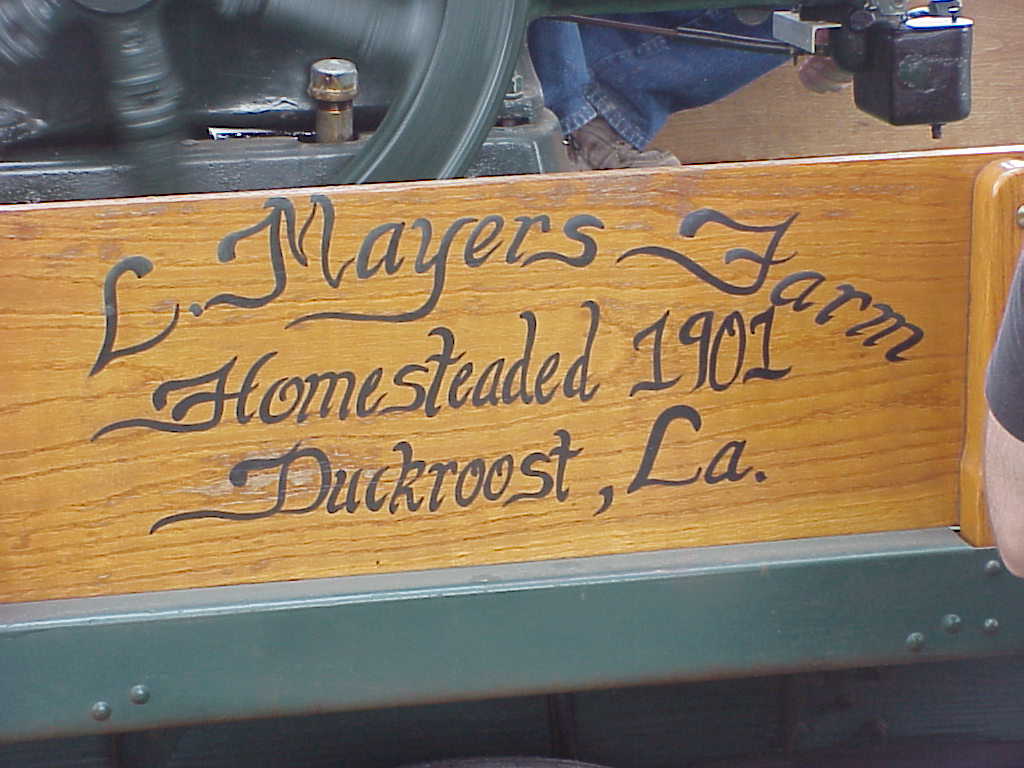 L. Mayers Farm
Homesteaded 1901
Duckroost, La.